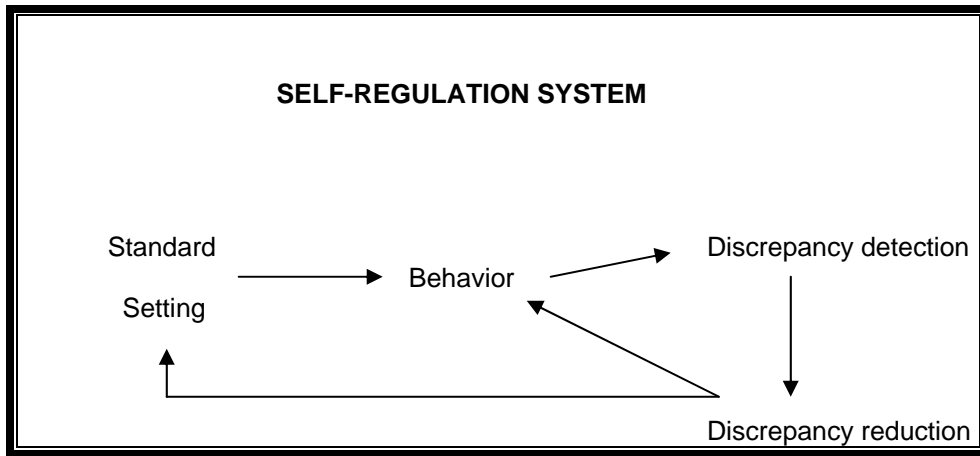 SELF-REGULATION SYSTEM
Standard
Setting
Behavior
Discrepancy detection
Discrepancy reduction